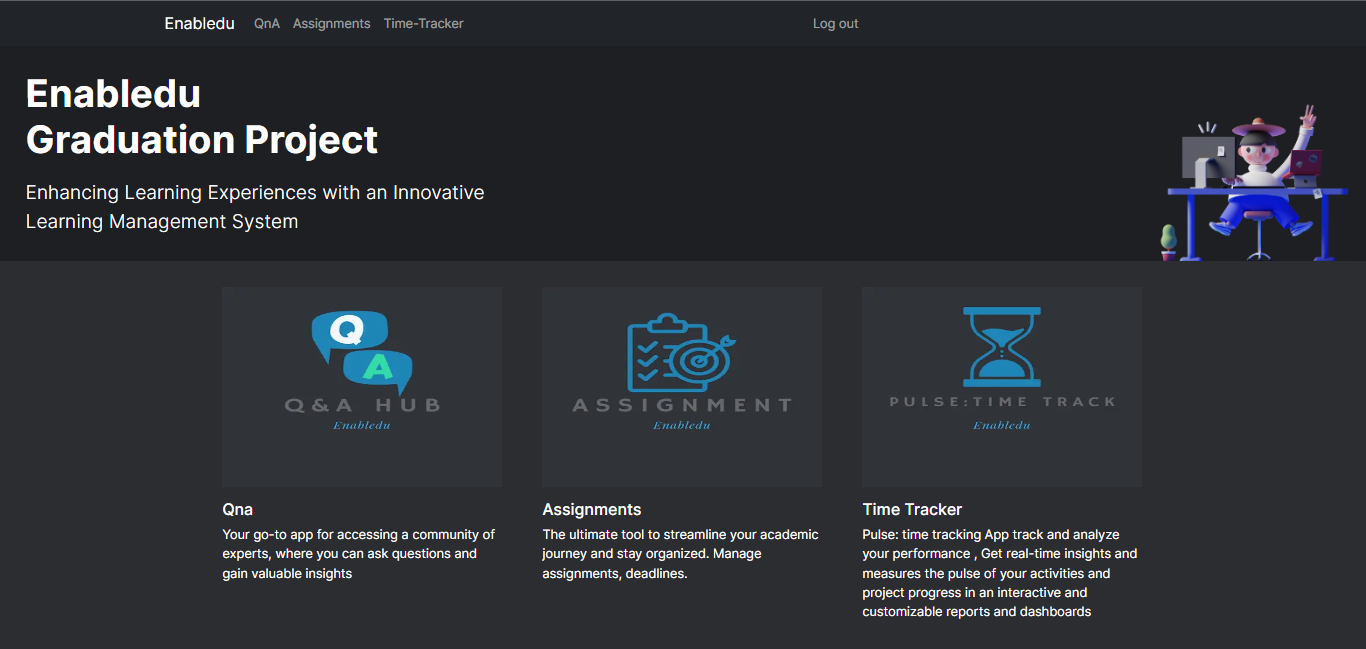 Enabledu QnA Assignments Time-Tracker Log out
Enabledu
Graduation Project
Enhancing Learning Experiences with an Innovative
Learning Management System
Q
A
Q&A HUB
Enabledu
ASSIGNMENT
Enabledu
PULSE:TIME TRACK
Enabledu
Qna
Your go-to app for accessing a community of
experts, where you can ask questions and
gain valuable insights
Assignments
The ultimate tool to streamline your academic
journey and stay organized. Manage
assignments, deadlines.
Time Tracker
Pulse: time tracking App track and analyze
your performance , Get real-time insights and
measures the pulse of your activities and
project progress in an interactive and
customizable reports and dashboards